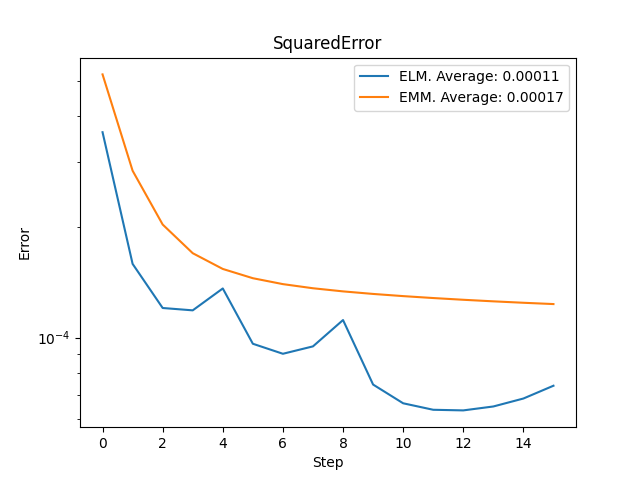 SquaredError
ELM. Average: 0.00011
EMM. Average: 0.00017
Error
10⁻⁴
0 2 4 6 8 10 12 14
Step